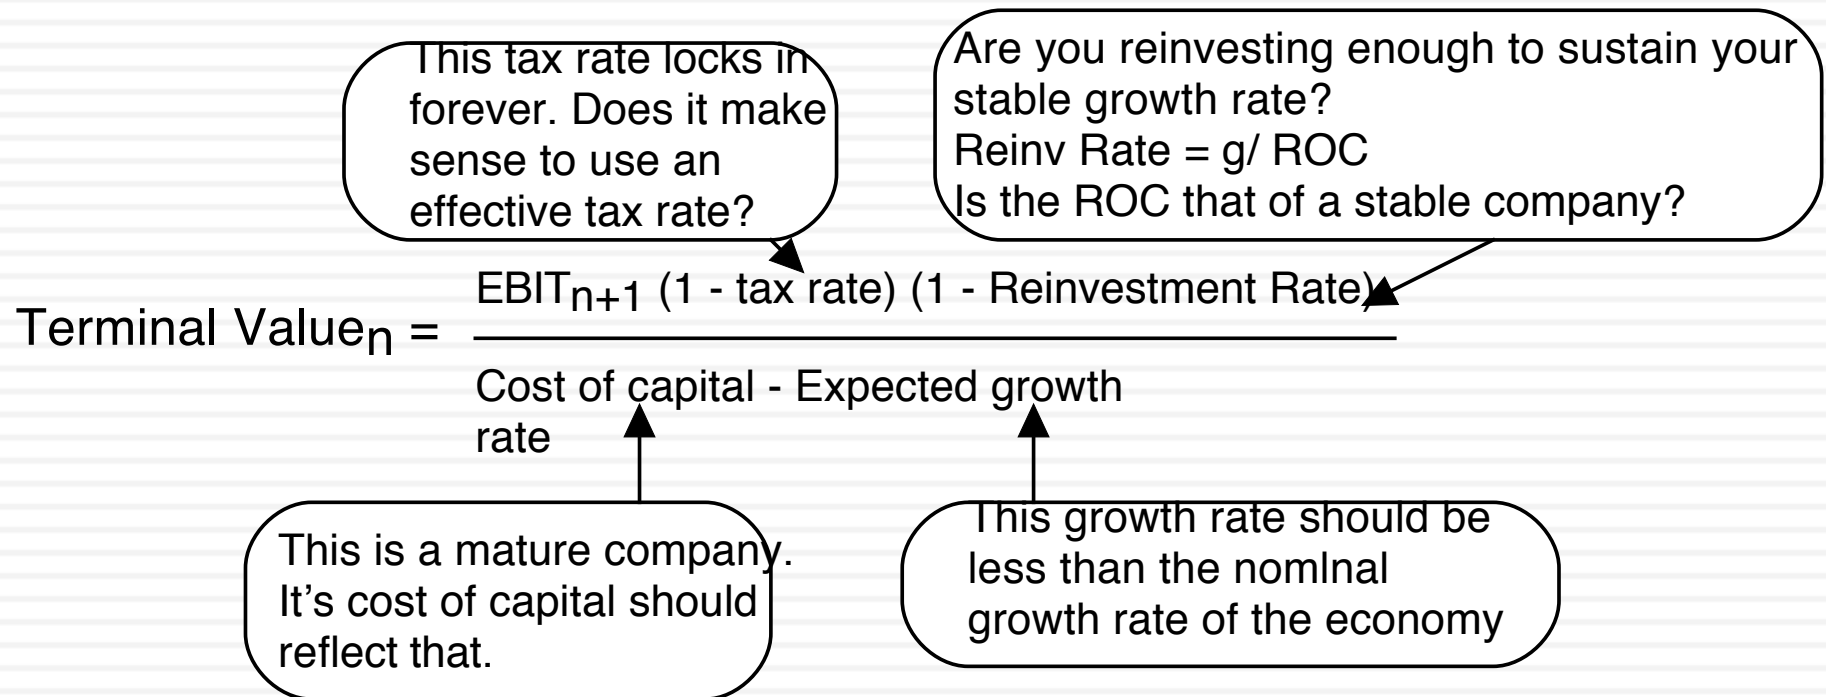 This tax rate locks in
forever. Does it make
sense to use an
effective tax rate?
Are you reinvesting enough to sustain your
stable growth rate?
Reinv Rate = g/ ROC
Is the ROC that of a stable company?
Terminal Valuen =
EBITn+1 (1 - tax rate) (1 - Reinvestment Rate)
Cost of capital - Expected growth
rate
This is a mature company.
It's cost of capital should
reflect that.
This growth rate should be
less than the nomlnal
growth rate of the economy